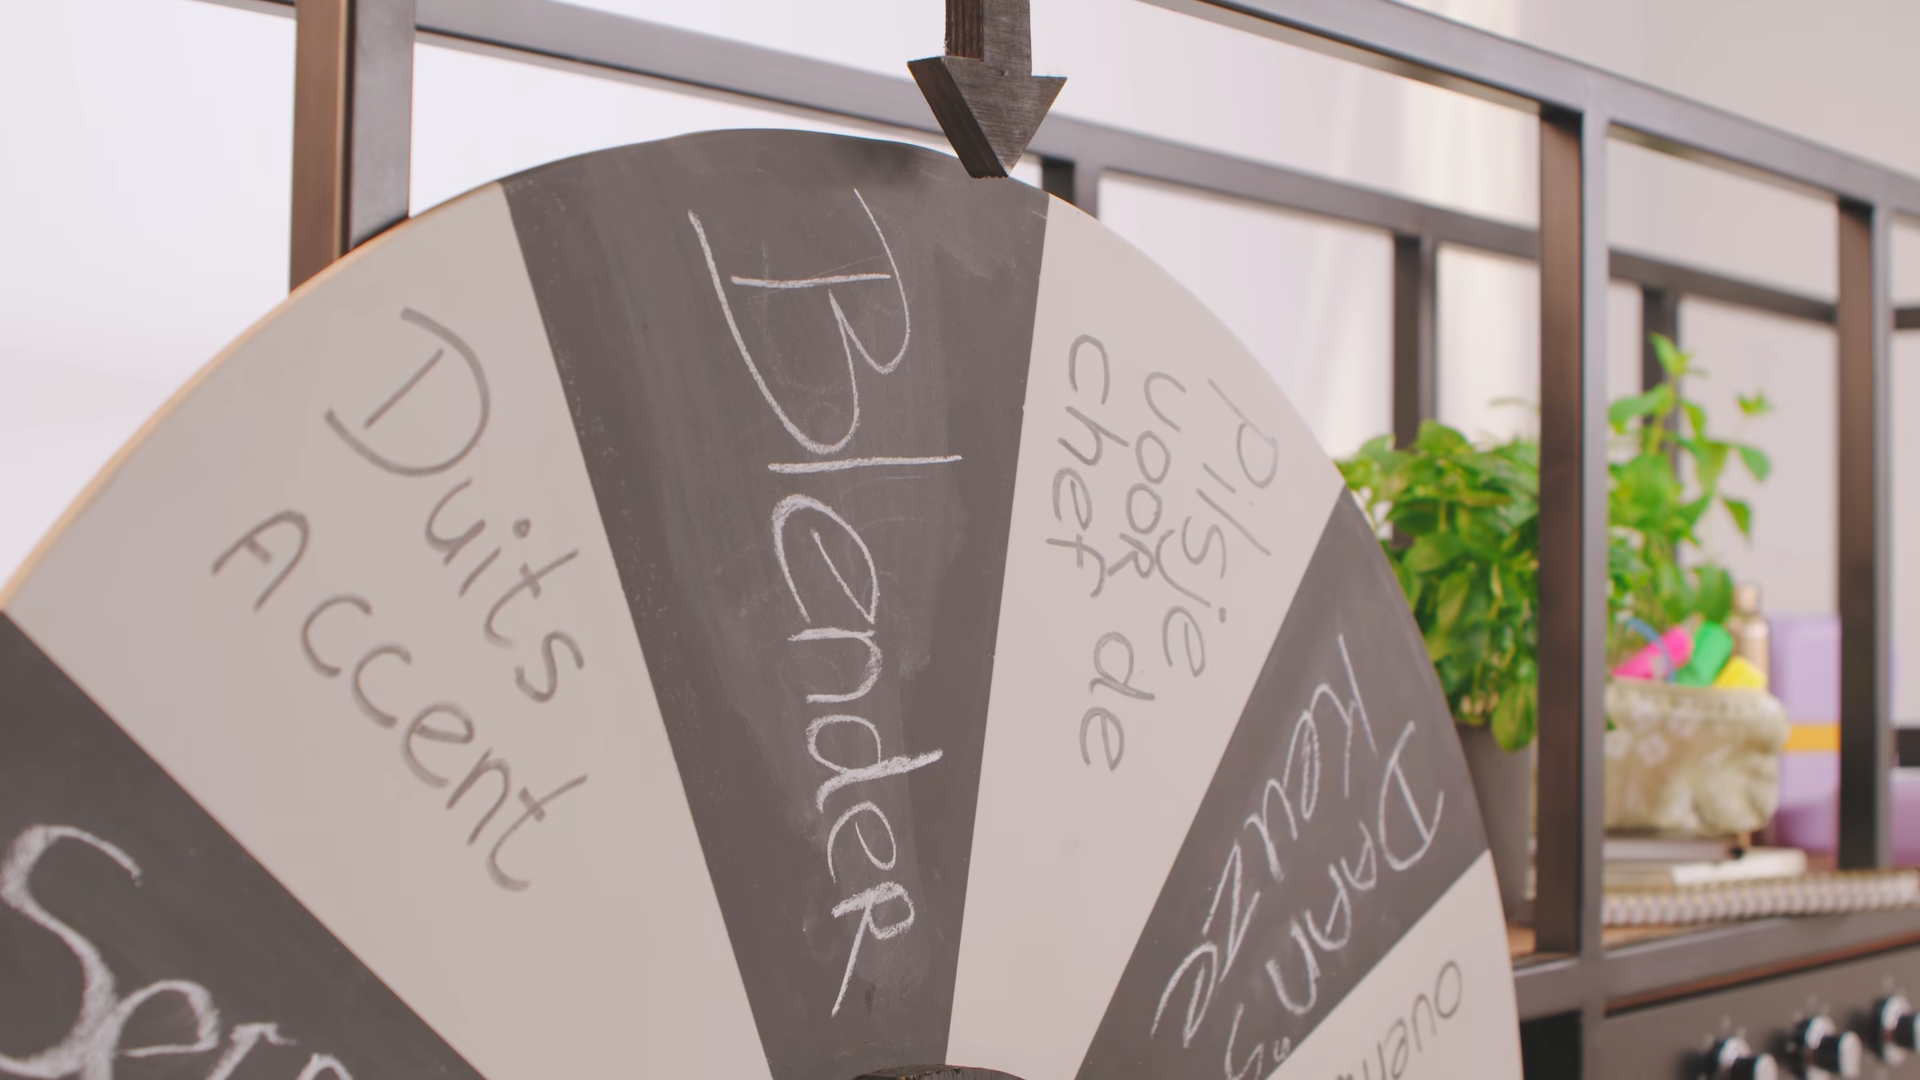 Duits
Accent
Blender
Pilsje
voor de
chef
Daan's
Keuze